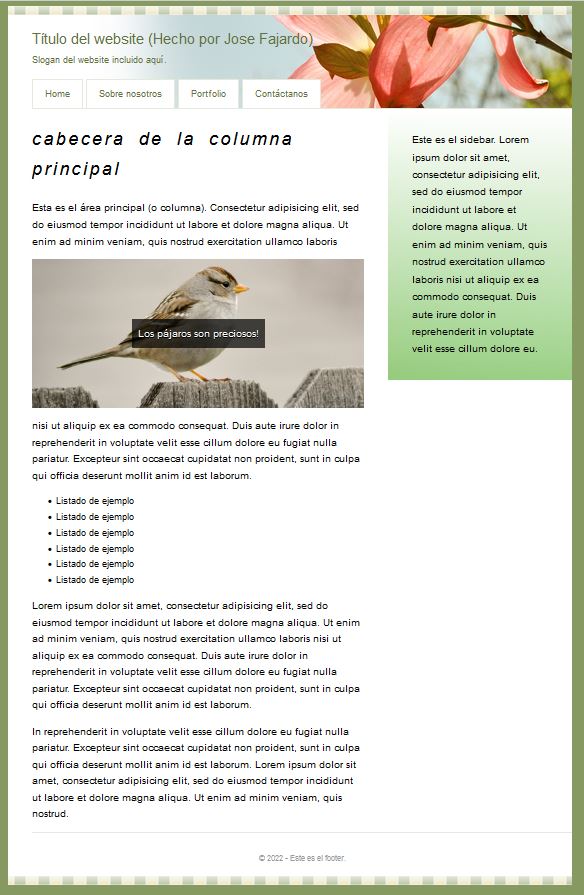 Título del website (Hecho por Jose Fajardo)
Slogan del website incluido aquí.
Home
Sobre nosotros
Portfolio
Contáctanos
cabecera de la columna
principal
Esta es el área principal (o columna). Consectetur adipisicing elit, sed
do eiusmod tempor incididunt ut labore et dolore magna aliqua. Ut
enim ad minim veniam, quis nostrud exercitation ullamco laboris
Los pájaros son preciosos!
nisi ut aliquip ex ea commodo consequat. Duis aute irure dolor in
reprehenderit in voluptate velit esse cillum dolore eu fugiat nulla
pariatur. Excepteur sint occaecat cupidatat non proident, sunt in culpa
qui officia deserunt mollit anim id est laborum.
Listado de ejemplo
Listado de ejemplo
Listado de ejemplo
Listado de ejemplo
Listado de ejemplo
Listado de ejemplo
Lorem ipsum dolor sit amet, consectetur adipisicing elit, sed do
eiusmod tempor incididunt ut labore et dolore magna aliqua. Ut enim
ad minim veniam, quis nostrud exercitation ullamco laboris nisi ut
aliquip ex ea commodo consequat. Duis aute irure dolor in
reprehenderit in voluptate velit esse cillum dolore eu fugiat nulla
pariatur. Excepteur sint occaecat cupidatat non proident, sunt in culpa
qui officia deserunt mollit anim id est laborum.
In reprehenderit in voluptate velit esse cillum dolore eu fugiat nulla
pariatur. Excepteur sint occaecat cupidatat non proident, sunt in culpa
qui officia deserunt mollit anim id est laborum. Lorem ipsum dolor sit
amet, consectetur adipisicing elit, sed do eiusmod tempor incididunt
ut labore et dolore magna aliqua. Ut enim ad minim veniam, quis
nostrud.
Este es el sidebar. Lorem
ipsum dolor sit amet,
consectetur adipisicing elit,
sed do eiusmod tempor
incididunt ut labore et
dolore magna aliqua. Ut
enim ad minim veniam, quis
nostrud exercitation ullamco
laboris nisi ut aliquip ex ea
commodo consequat. Duis
aute irure dolor in
reprehenderit in voluptate
velit esse cillum dolore eu.
© 2022 - Este es el footer.